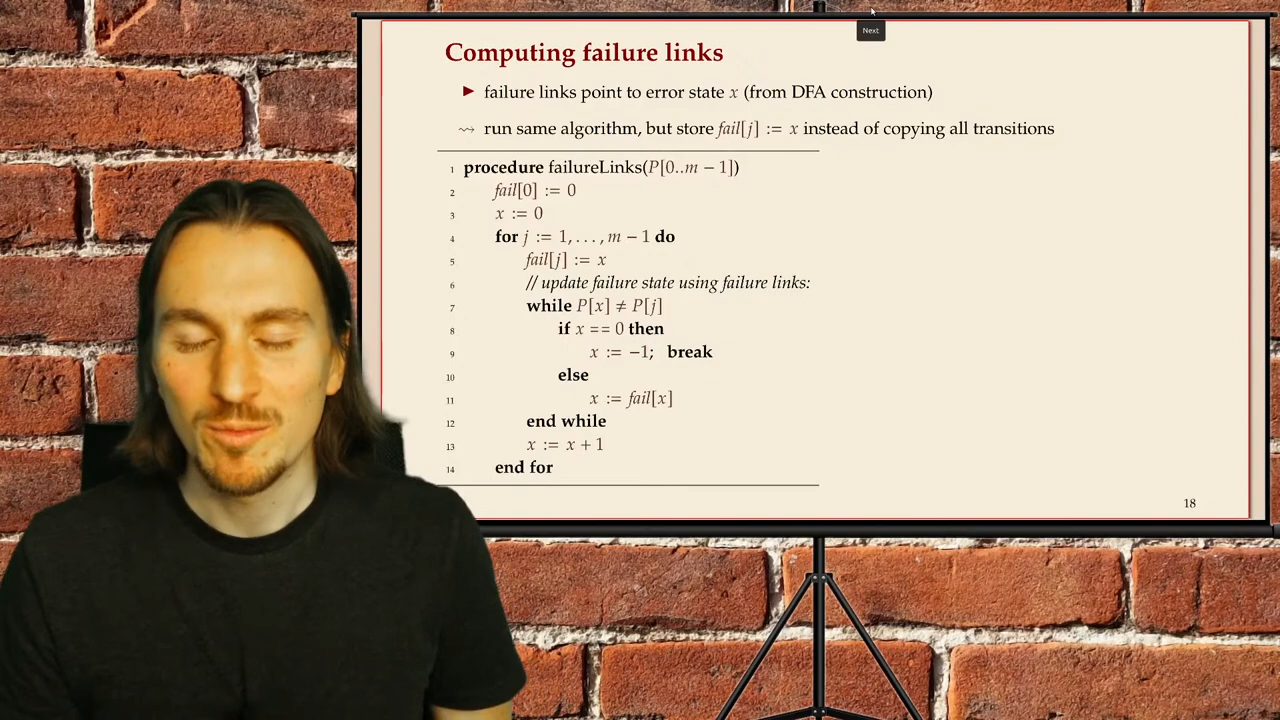 Next
Computing failure links
▶ failure links point to error state x (from DFA construction)
⇝ run same algorithm, but store fail[j] := x instead of copying all transitions
1 procedure failureLinks(P[0..m − 1])
2 fail[0] := 0
3 x := 0
4 for j := 1, . . . , m − 1 do
5 fail[j] := x
6 // update failure state using failure links:
7 while P[x] ≠ P[j]
8 if x == 0 then
9 x := −1; break
10 else
11 x := fail[x]
12 end while
13 x := x + 1
14 end for
18